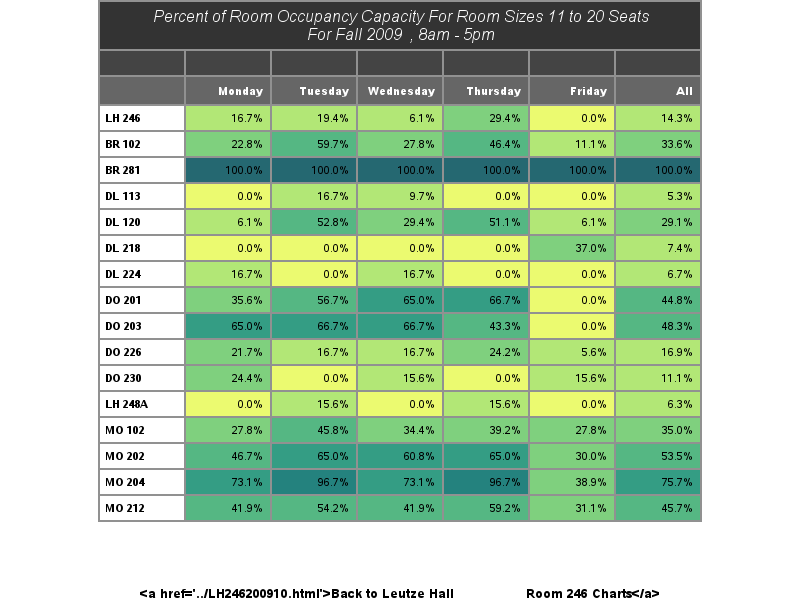 Percent of Room Occupancy Capacity For Room Sizes 11 to 20 Seats
For Fall 2009 , 8am - 5pm
Monday Tuesday Wednesday Thursday Friday All
LH 246 16.7% 19.4% 6.1% 29.4% 0.0% 14.3%
BR 102 22.8% 59.7% 27.8% 46.4% 11.1% 33.6%
BR 281 100.0% 100.0% 100.0% 100.0% 100.0% 100.0%
DL 113 0.0% 16.7% 9.7% 0.0% 0.0% 5.3%
DL 120 6.1% 52.8% 29.4% 51.1% 6.1% 29.1%
DL 218 0.0% 0.0% 0.0% 0.0% 37.0% 7.4%
DL 224 16.7% 0.0% 16.7% 0.0% 0.0% 6.7%
DO 201 35.6% 56.7% 65.0% 66.7% 0.0% 44.8%
DO 203 65.0% 66.7% 66.7% 43.3% 0.0% 48.3%
DO 226 21.7% 16.7% 16.7% 24.2% 5.6% 16.9%
DO 230 24.4% 0.0% 15.6% 0.0% 15.6% 11.1%
LH 248A 0.0% 15.6% 0.0% 15.6% 0.0% 6.3%
MO 102 27.8% 45.8% 34.4% 39.2% 27.8% 35.0%
MO 202 46.7% 65.0% 60.8% 65.0% 30.0% 53.5%
MO 204 73.1% 96.7% 73.1% 96.7% 38.9% 75.7%
MO 212 41.9% 54.2% 41.9% 59.2% 31.1% 45.7%
<a href='../LH246200910.html'>Back to Leutze Hall Room 246 Charts</a>